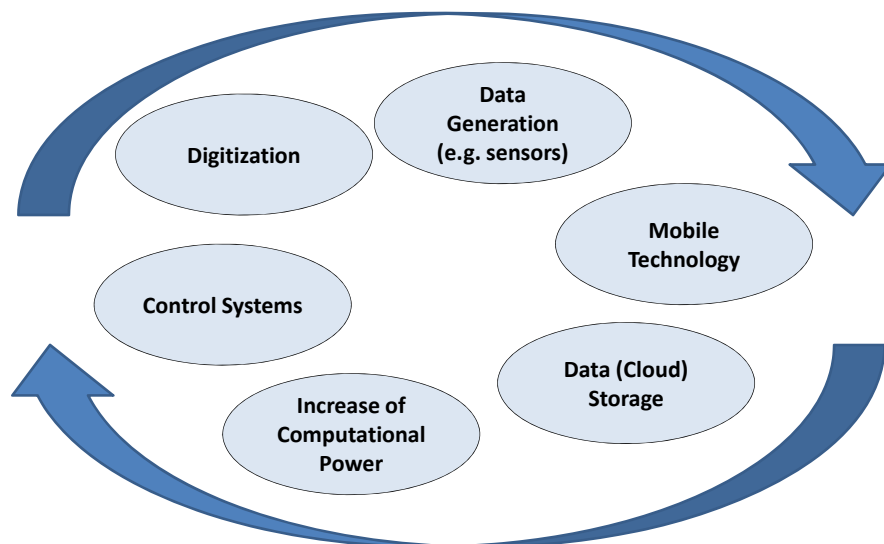 Digitization
Data
Generation
(e.g. sensors)
Mobile
Technology
Data (Cloud)
Storage
Increase of
Computational
Power
Control Systems